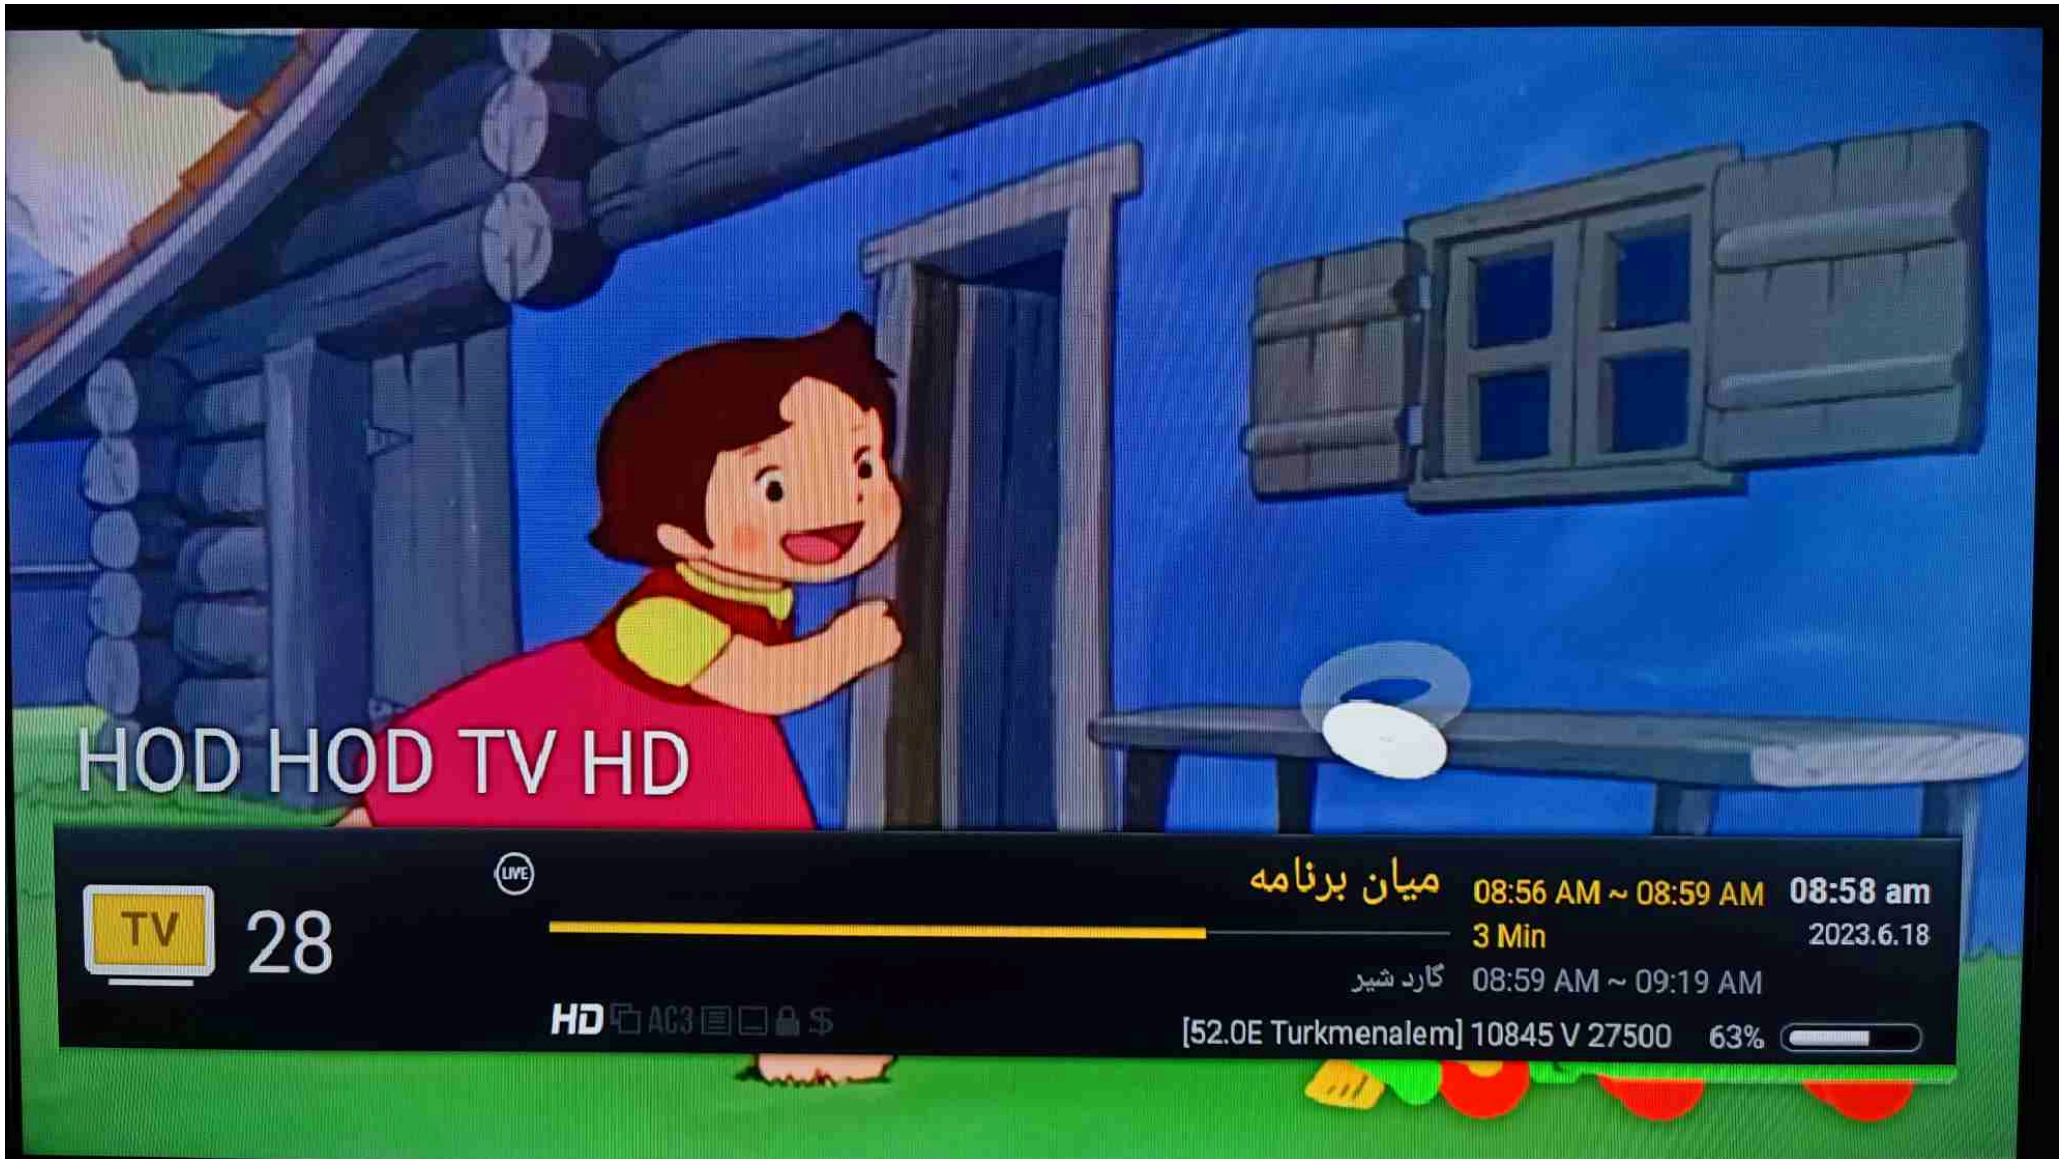 HOD HOD TV HD
LIVE
میان برنامه
08:56 AM ~ 08:59 AM
08:58 am
TV
28
3 Min
2023.6.18
گارد شیر
08:59 AM ~ 09:19 AM
HD AC3 $
[52.0E Turkmenalem] 10845 V 27500 63%